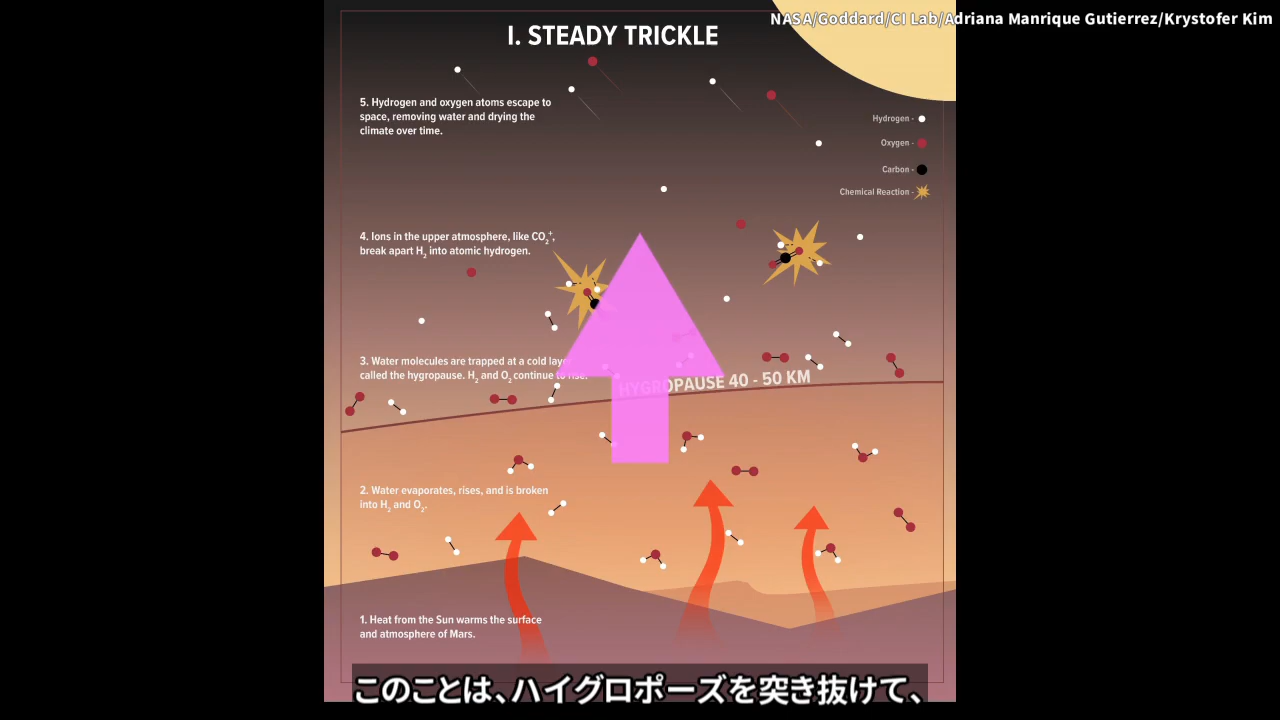 NASA/Goddard/CI Lab/Adriana Manrique Gutierrez/Krystofer Kim
I. STEADY TRICKLE
5. Hydrogen and oxygen atoms escape to
space, removing water and drying the
climate over time.
Hydrogen -
Oxygen -
Carbon -
Chemical Reaction -
4. Ions in the upper atmosphere, like CO₂⁺,
break apart H₂ into atomic hydrogen.
3. Water molecules are trapped at a cold layer
called the hygropause. H₂ and O₂ continue to rise.
HYGROPAUSE 40 - 50 KM
2. Water evaporates, rises, and is broken
into H₂ and O₂.
1. Heat from the Sun warms the surface
and atmosphere of Mars.
このことは、ハイグロポーズを突き抜けて、